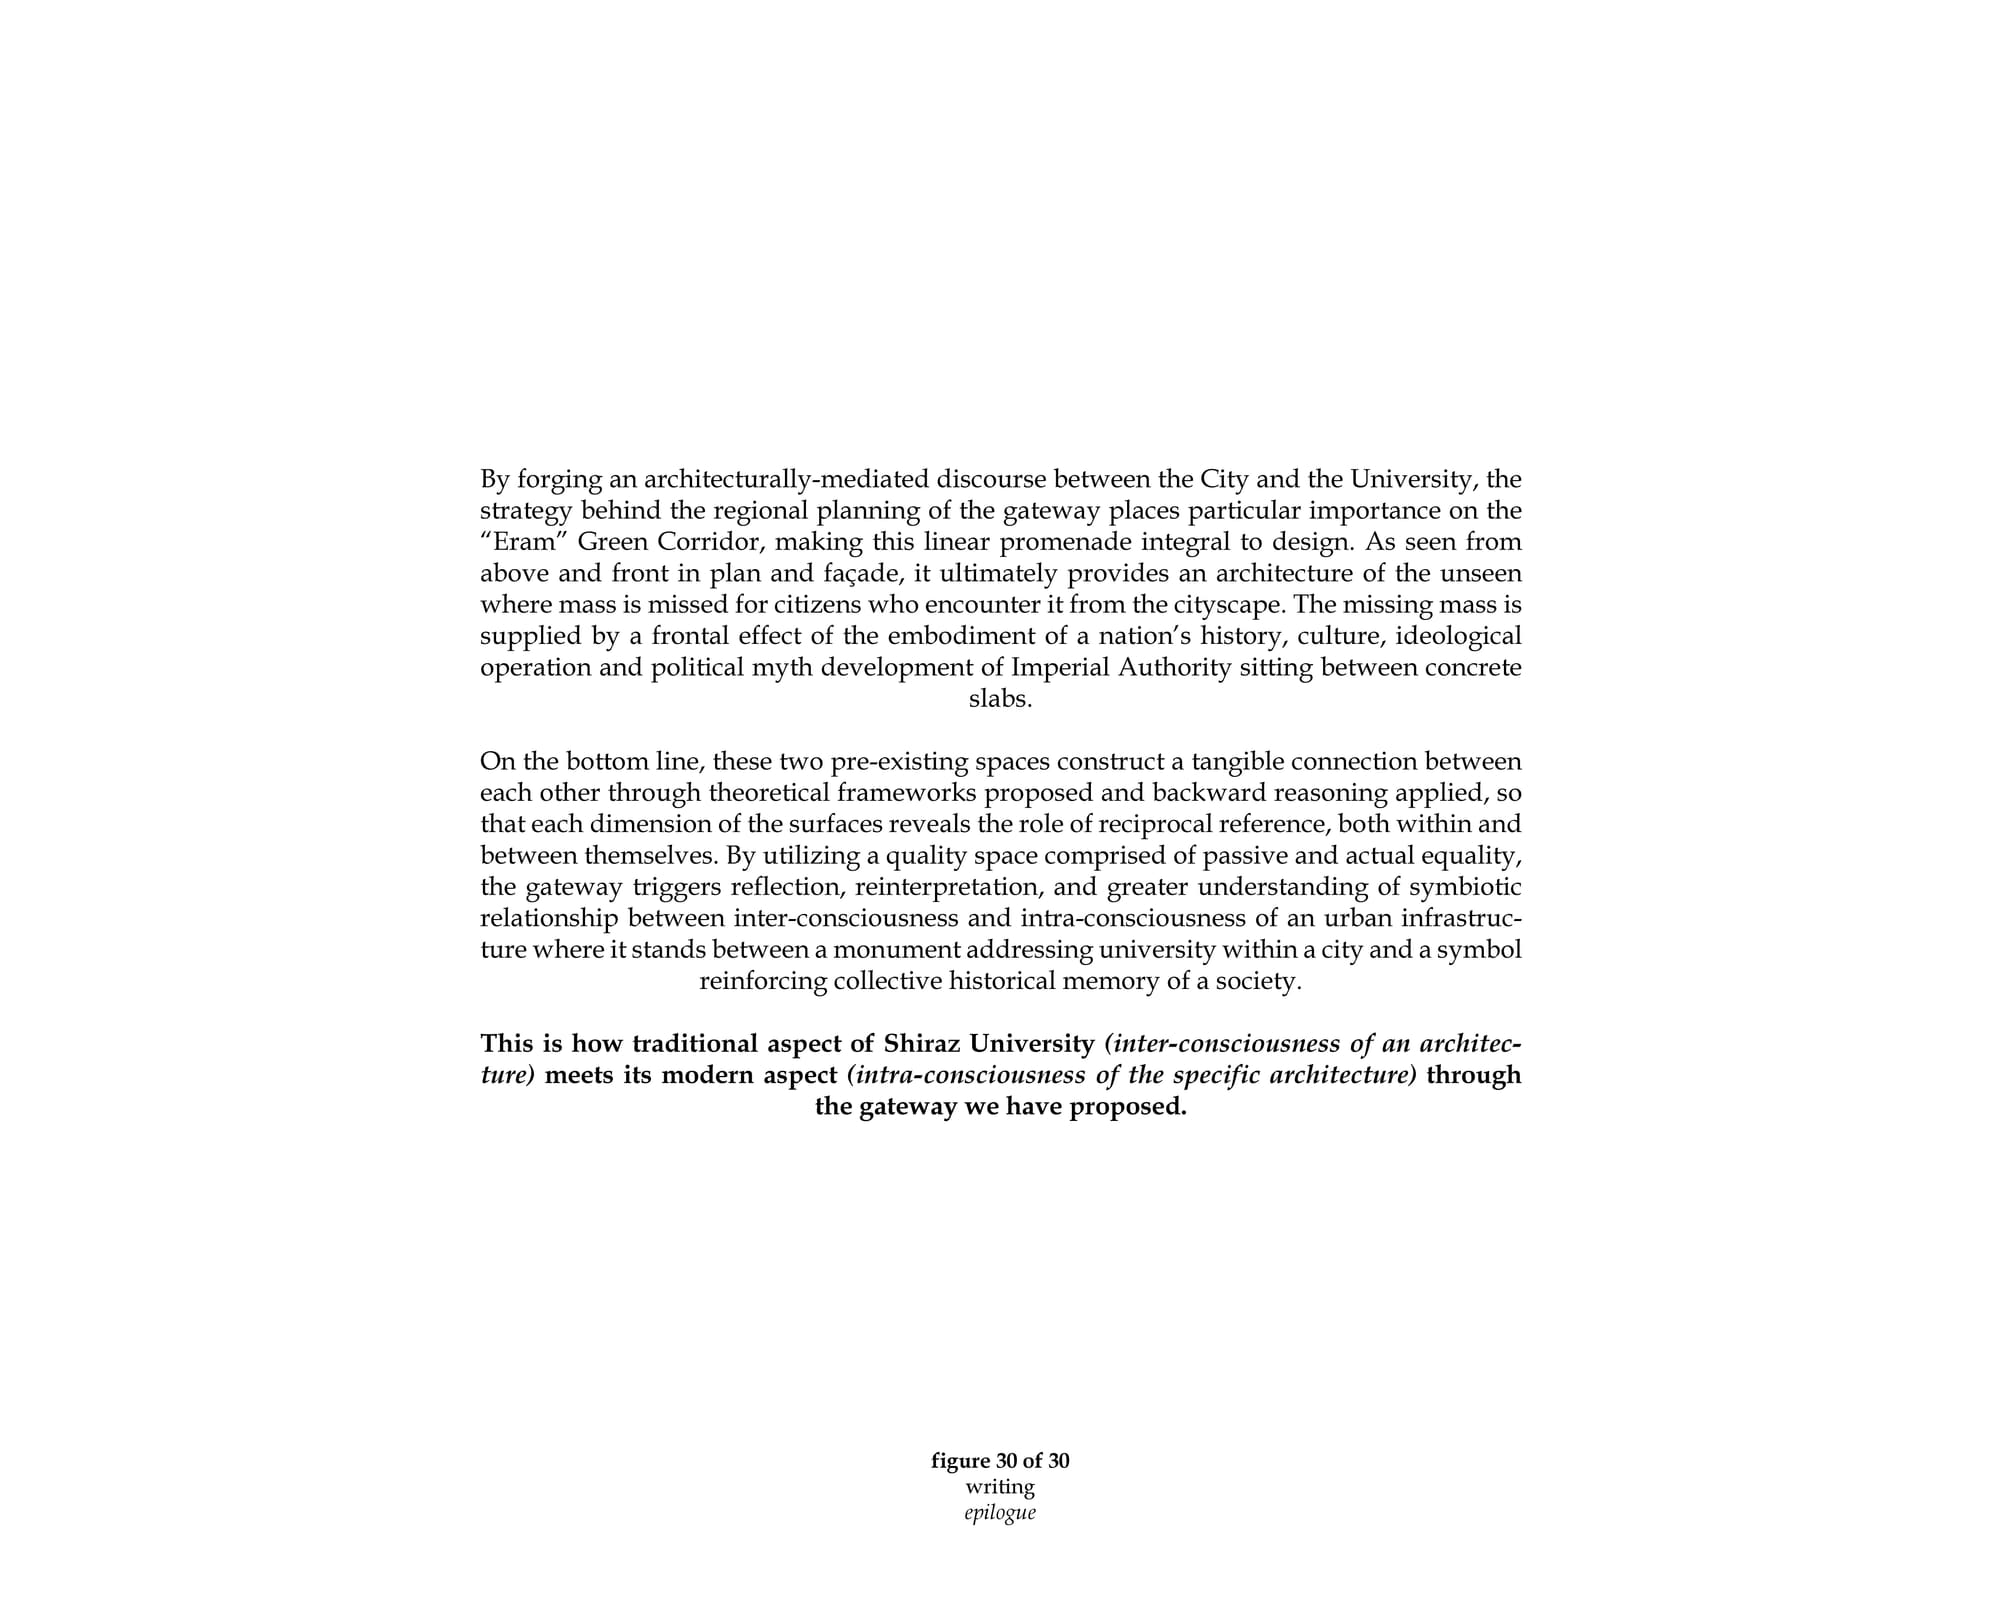 By forging an architecturally-mediated discourse between the City and the University, the
strategy behind the regional planning of the gateway places particular importance on the
“Eram” Green Corridor, making this linear promenade integral to design. As seen from
above and front in plan and façade, it ultimately provides an architecture of the unseen
where mass is missed for citizens who encounter it from the cityscape. The missing mass is
supplied by a frontal effect of the embodiment of a nation’s history, culture, ideological
operation and political myth development of Imperial Authority sitting between concrete
slabs.
On the bottom line, these two pre-existing spaces construct a tangible connection between
each other through theoretical frameworks proposed and backward reasoning applied, so
that each dimension of the surfaces reveals the role of reciprocal reference, both within and
between themselves. By utilizing a quality space comprised of passive and actual equality,
the gateway triggers reflection, reinterpretation, and greater understanding of symbiotic
relationship between inter-consciousness and intra-consciousness of an urban infrastruc-
ture where it stands between a monument addressing university within a city and a symbol
reinforcing collective historical memory of a society.
This is how traditional aspect of Shiraz University (inter-consciousness of an architec-
ture) meets its modern aspect (intra-consciousness of the specific architecture) through
the gateway we have proposed.
figure 30 of 30
writing
epilogue